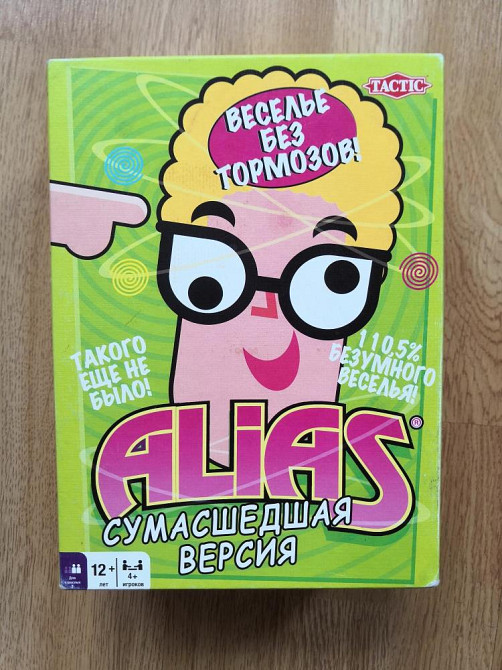 TACTIC
ВЕСЕЛЬЕ
БЕЗ
ТОРМОЗОВ!
ТАКОГО
ЕЩЕ НЕ
БЫЛО!
110,5%
БЕЗУМНОГО
ВЕСЕЛЬЯ!
ALIAS®
СУМАСШЕДШАЯ
ВЕРСИЯ
12+
лет
4+
игроков